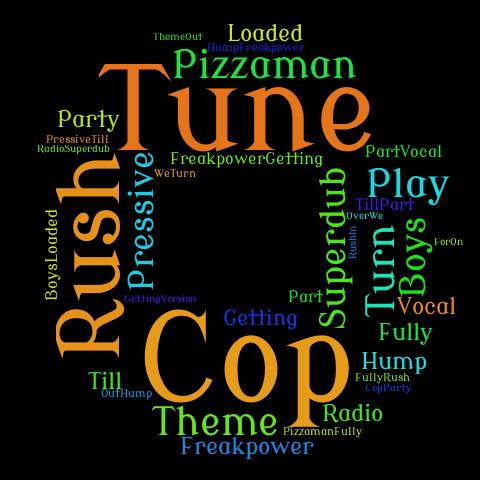 ThemeOut
Loaded
HumpFreakpower
Pizzaman
Tune
Party
PressiveTill
RadioSuperdub
FreakpowerGetting
PartVocal
WeTurn
Rush
Pressive
Superdub
Play
TillPart
OverWe
BoysLoaded
RushIn
Turn
Boys
ForOn
GettingVersion
Part
Vocal
Getting
Cop
Fully
Hump
Till
OutHump
FullyRush
CopParty
Theme
Radio
PizzamanFully
Freakpower